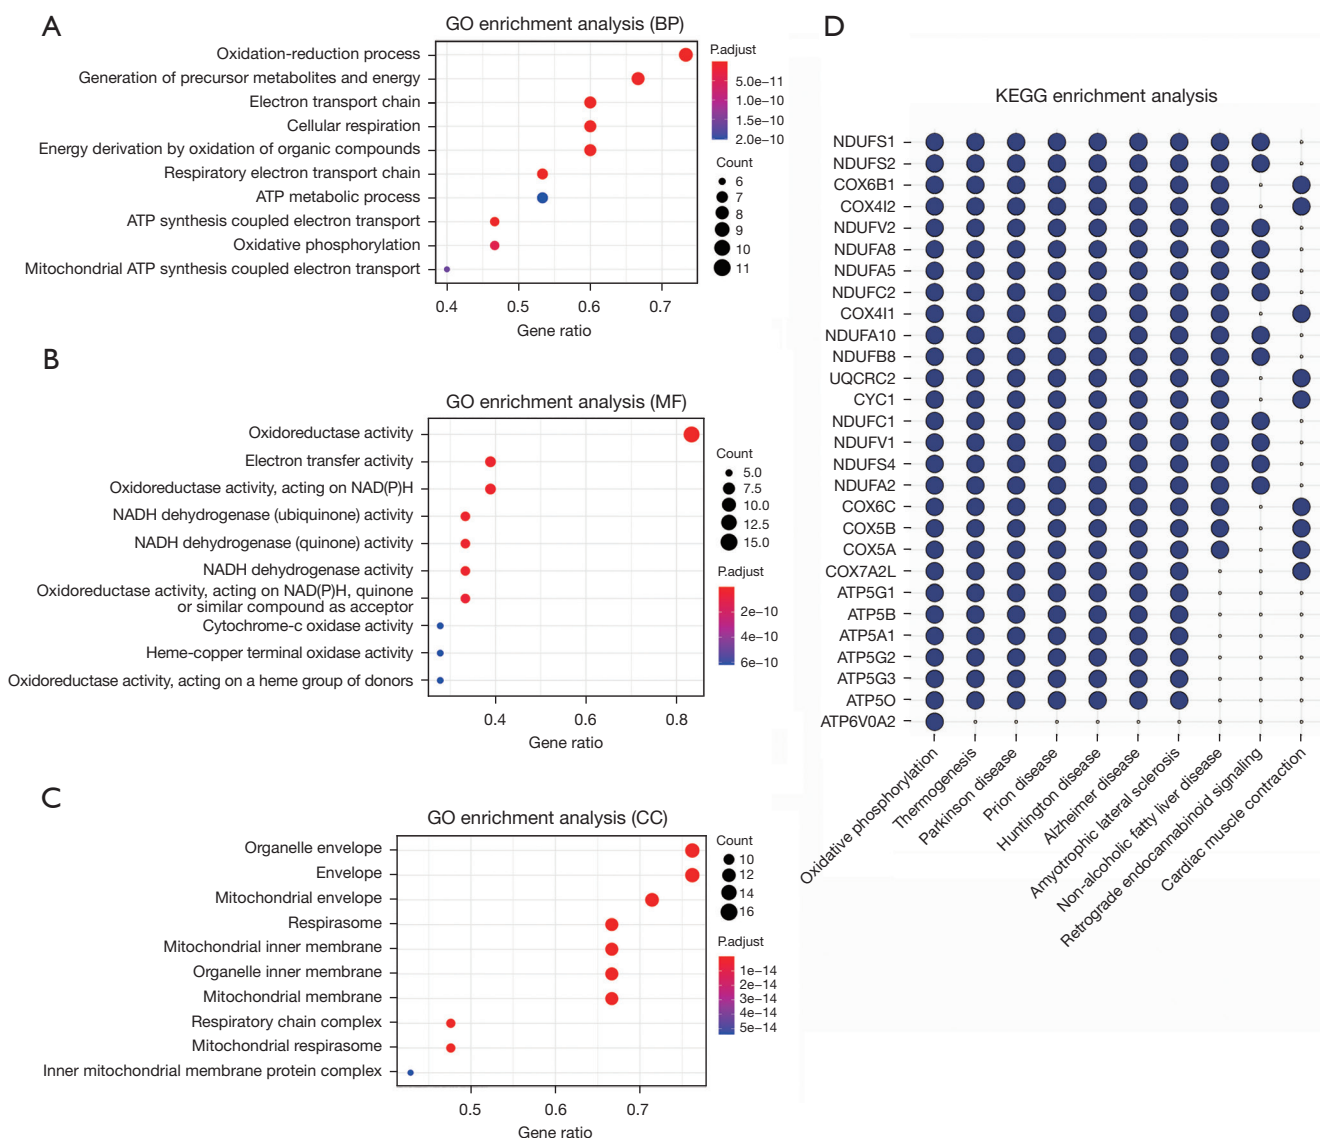 A
GO enrichment analysis (BP)
Oxidation-reduction process
Generation of precursor metabolites and energy
Electron transport chain
Cellular respiration
Energy derivation by oxidation of organic compounds
Respiratory electron transport chain
ATP metabolic process
ATP synthesis coupled electron transport
Oxidative phosphorylation
Mitochondrial ATP synthesis coupled electron transport
0.4 0.5 0.6 0.7
Gene ratio
P.adjust
5.0e-11
1.0e-10
1.5e-10
2.0e-10
Count
6
7
8
9
10
11
B
GO enrichment analysis (MF)
Oxidoreductase activity
Electron transfer activity
Oxidoreductase activity, acting on NAD(P)H
NADH dehydrogenase (ubiquinone) activity
NADH dehydrogenase (quinone) activity
NADH dehydrogenase activity
Oxidoreductase activity, acting on NAD(P)H, quinone
or similar compound as acceptor
Cytochrome-c oxidase activity
Heme-copper terminal oxidase activity
Oxidoreductase activity, acting on a heme group of donors
0.4 0.6 0.8
Gene ratio
Count
5.0
7.5
10.0
12.5
15.0
P.adjust
2e-10
4e-10
6e-10
C
GO enrichment analysis (CC)
Organelle envelope
Envelope
Mitochondrial envelope
Respirasome
Mitochondrial inner membrane
Organelle inner membrane
Mitochondrial membrane
Respiratory chain complex
Mitochondrial respirasome
Inner mitochondrial membrane protein complex
0.5 0.6 0.7
Gene ratio
Count
10
12
14
16
P.adjust
1e-14
2e-14
3e-14
4e-14
5e-14
D
KEGG enrichment analysis
NDUFS1
NDUFS2
COX6B1
COX4I2
NDUFV2
NDUFA8
NDUFA5
NDUFC2
COX4I1
NDUFA10
NDUFB8
UQCRC2
CYC1
NDUFC1
NDUFV1
NDUFS4
NDUFA2
COX6C
COX5B
COX5A
COX7A2L
ATP5G1
ATP5B
ATP5A1
ATP5G2
ATP5G3
ATP5O
ATP6V0A2
Oxidative phosphorylation
Thermogenesis
Parkinson disease
Prion disease
Huntington disease
Alzheimer disease
Amyotrophic lateral sclerosis
Non-alcoholic fatty liver disease
Retrograde endocannabinoid signaling
Cardiac muscle contraction